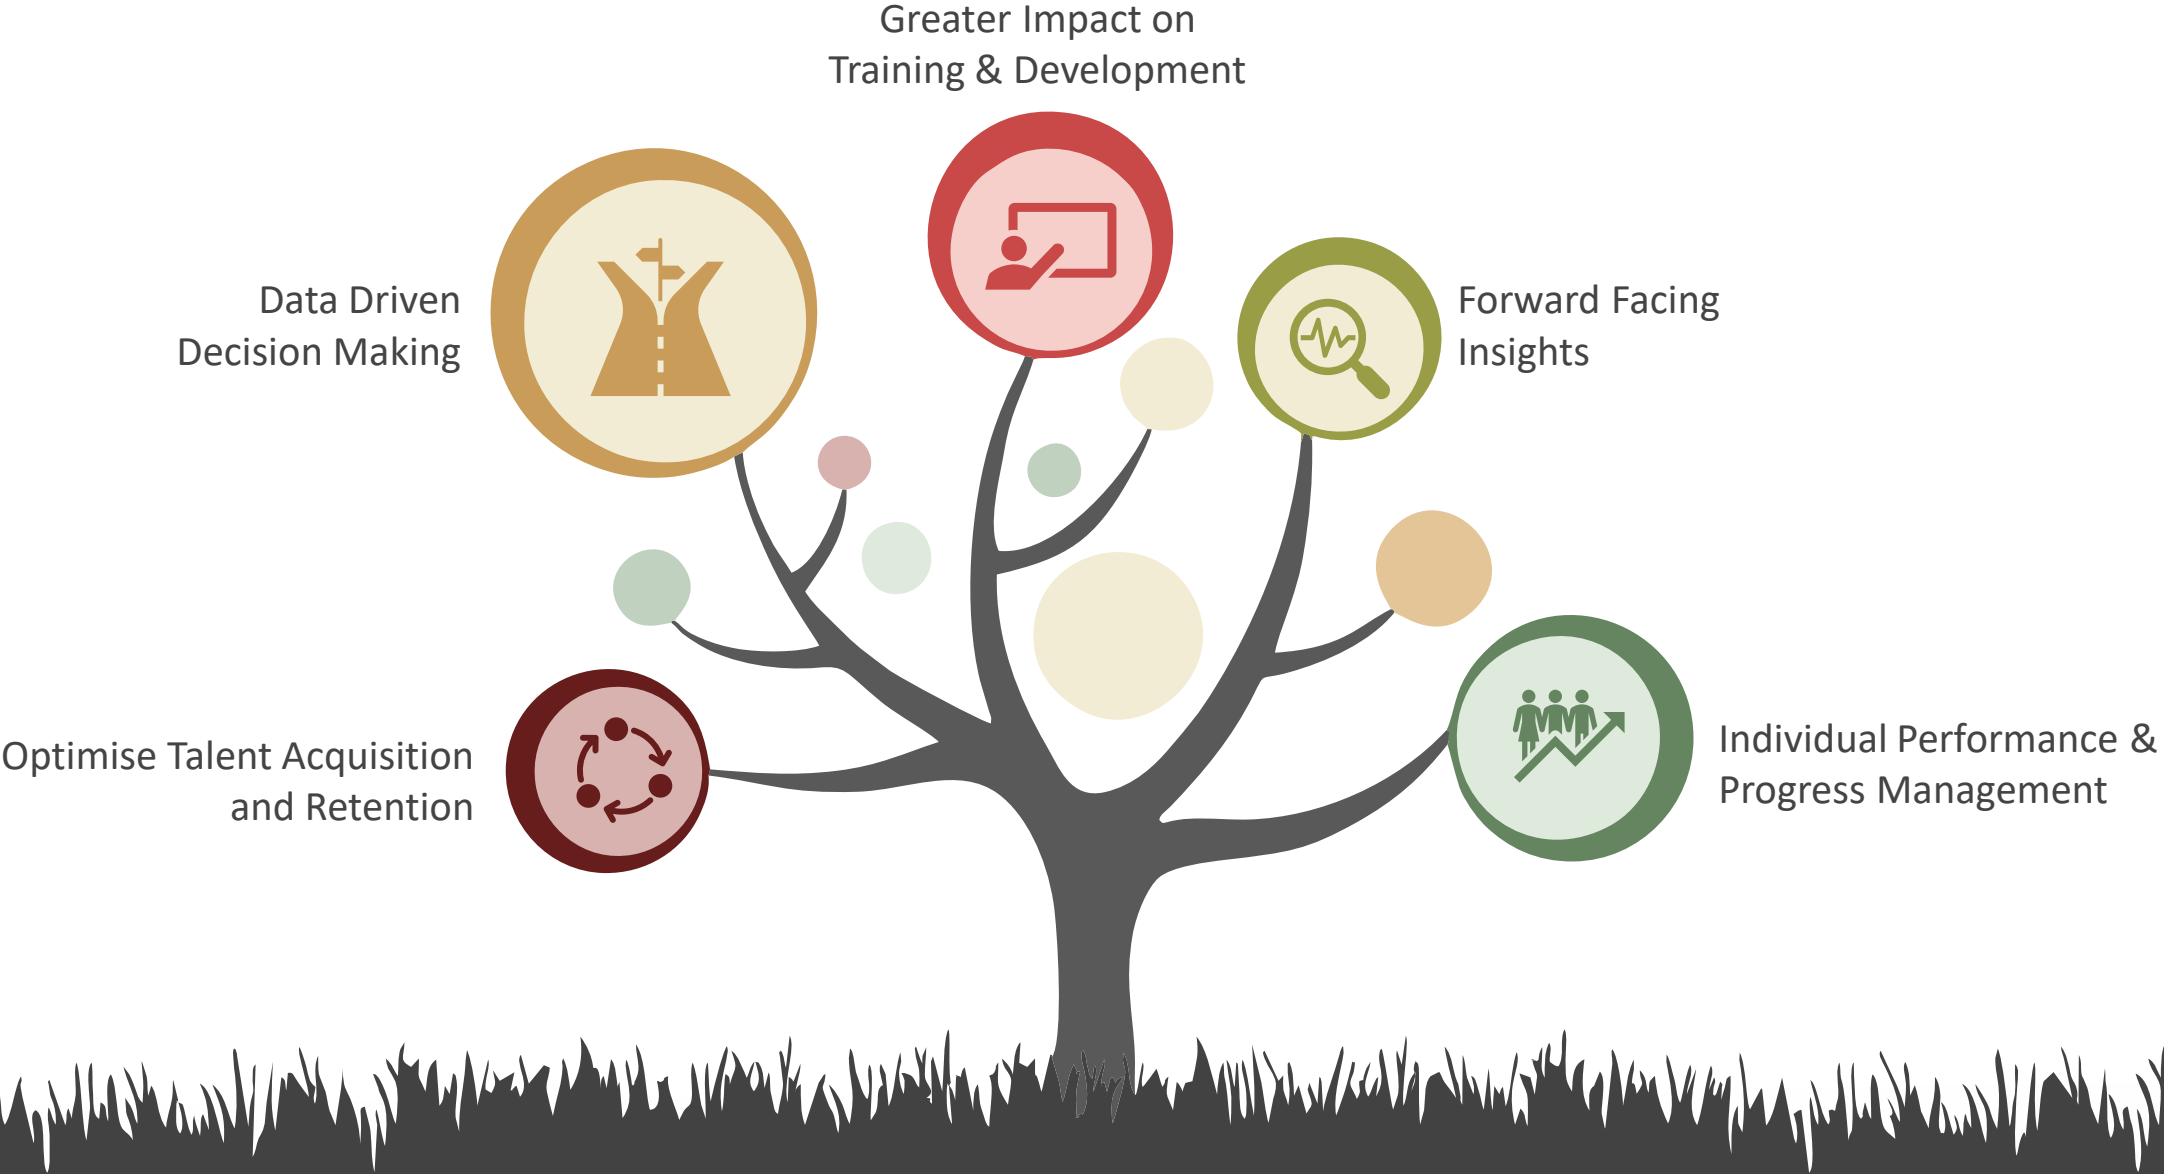 Greater Impact on
Training & Development
Data Driven
Decision Making
Forward Facing
Insights
Optimise Talent Acquisition
and Retention
Individual Performance &
Progress Management